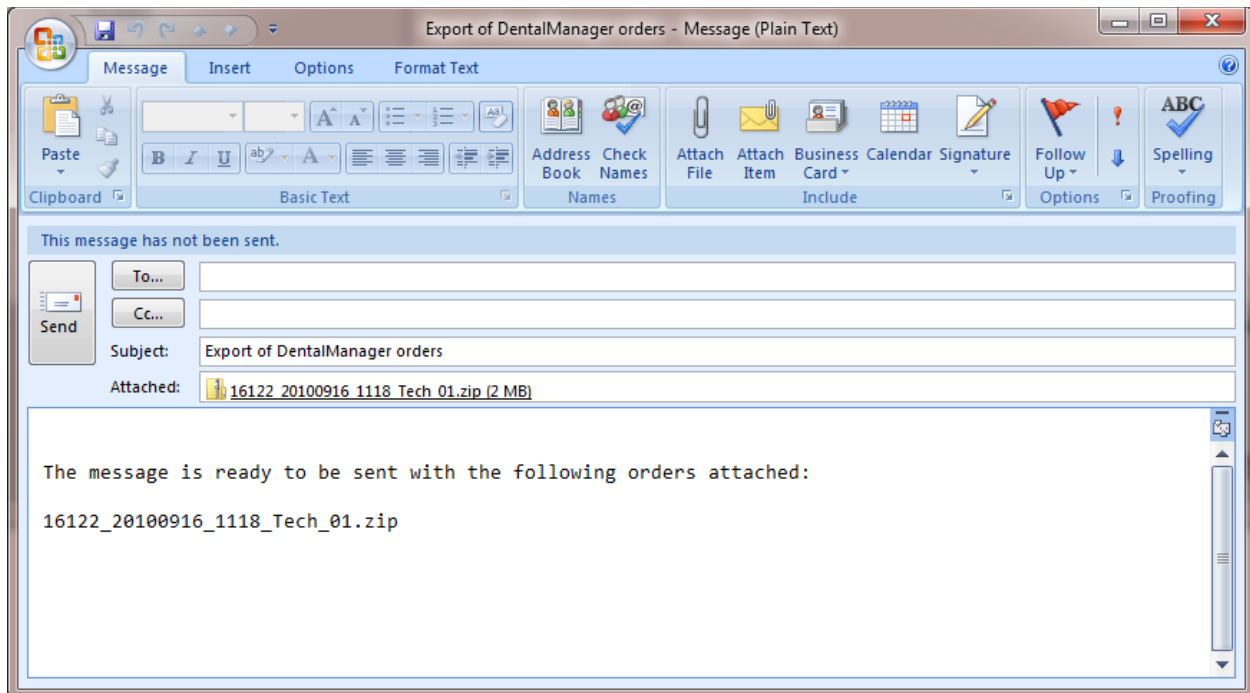 Export of DentalManager orders - Message (Plain Text)
Message Insert Options Format Text
Paste
Clipboard
B I U ab A
Basic Text
Address Book
Check Names
Names
Attach File
Attach Item
Business Card
Calendar
Signature
Include
Follow Up
Options
ABC
Spelling
Proofing
This message has not been sent.
Send
To...
Cc...
Subject: Export of DentalManager orders
Attached: 16122_20100916_1118_Tech_01.zip (2 MB)
The message is ready to be sent with the following orders attached:
16122_20100916_1118_Tech_01.zip